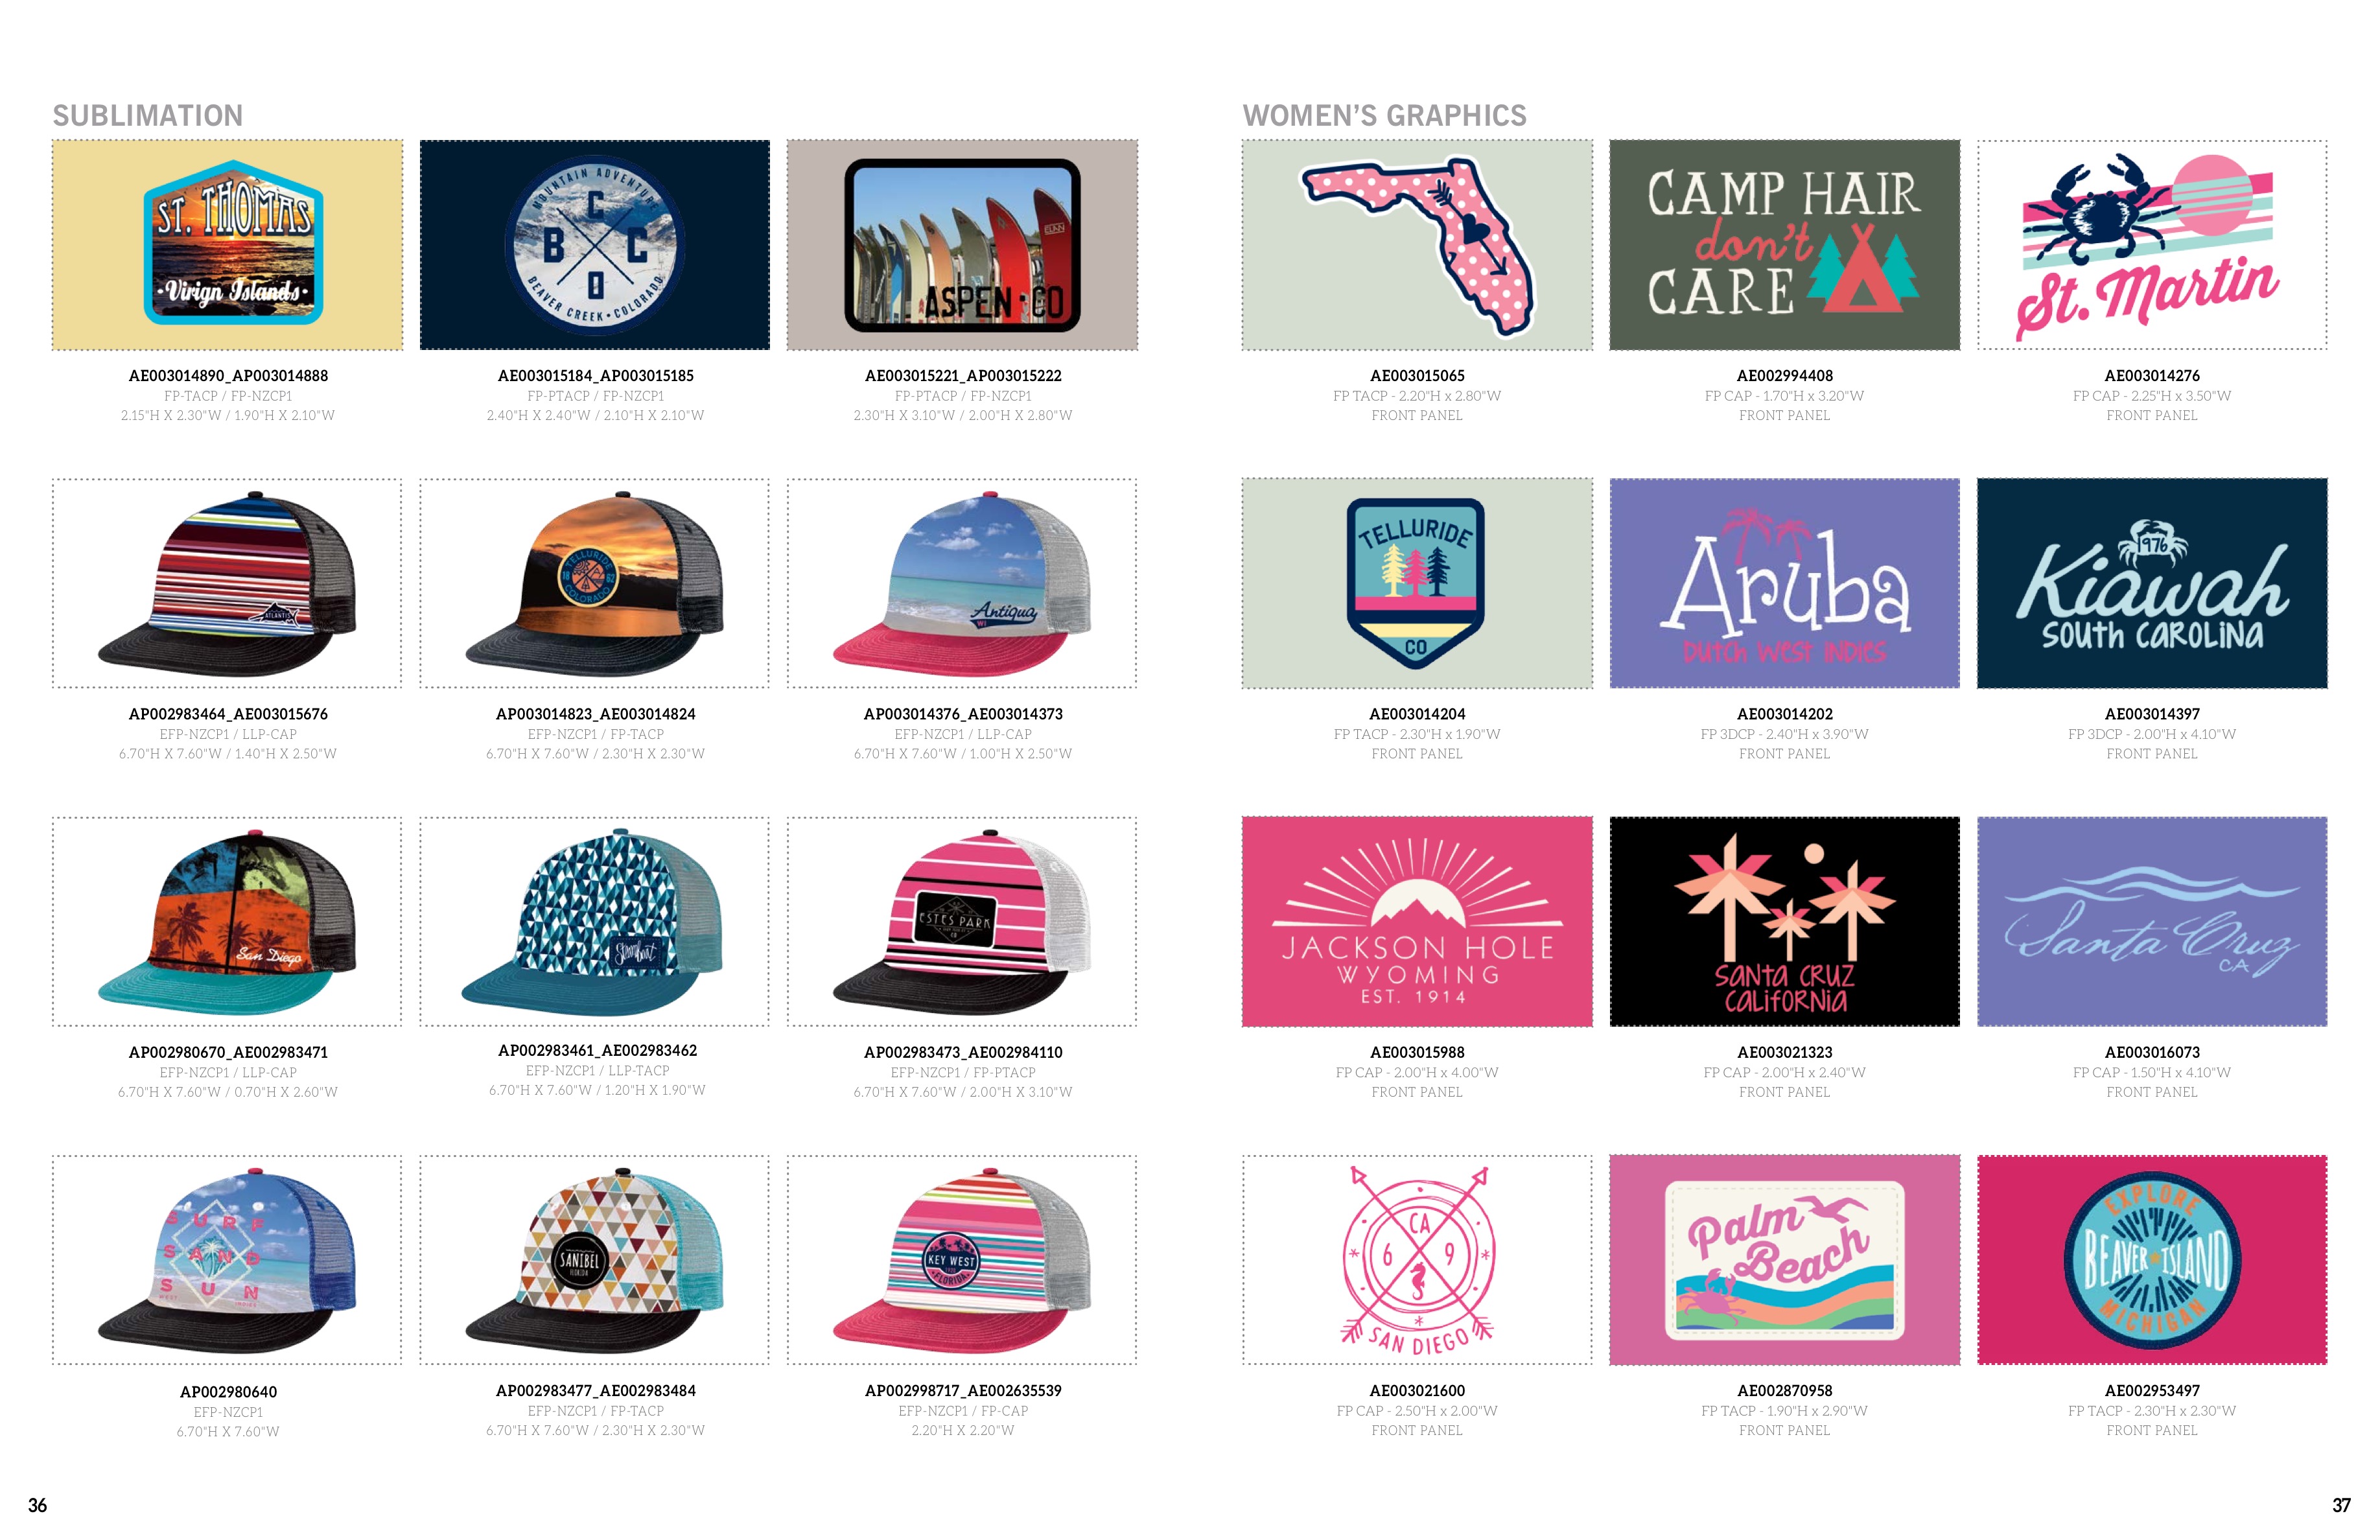 SUBLIMATION
ST. THOMAS
•Virign Islands•
MOUNTAIN ADVENTURE
C
B C
O
BEAVER CREEK • COLORADO
ASPEN • CO
AE003014890_AP003014888
FP-TACP / FP-NZCP1
2.15"H X 2.30"W / 1.90"H X 2.10"W
AE003015184_AP003015185
FP-PTACP / FP-NZCP1
2.40"H X 2.40"W / 2.10"H X 2.10"W
AE003015221_AP003015222
FP-PTACP / FP-NZCP1
2.30"H X 3.10"W / 2.00"H X 2.80"W
ATLANTIS
TELLURIDE
18 62
COLORADO
Antigua
WI
AP002983464_AE003015676
EFP-NZCP1 / LLP-CAP
6.70"H X 7.60"W / 1.40"H X 2.50"W
AP003014823_AE003014824
EFP-NZCP1 / FP-TACP
6.70"H X 7.60"W / 2.30"H X 2.30"W
AP003014376_AE003014373
EFP-NZCP1 / LLP-CAP
6.70"H X 7.60"W / 1.00"H X 2.50"W
San Diego
ESTES PARK
CO
AP002980670_AE002983471
EFP-NZCP1 / LLP-CAP
6.70"H X 7.60"W / 0.70"H X 2.60"W
AP002983461_AE002983462
EFP-NZCP1 / LLP-TACP
6.70"H X 7.60"W / 1.20"H X 1.90"W
AP002983473_AE002984110
EFP-NZCP1 / FP-PTACP
6.70"H X 7.60"W / 2.00"H X 3.10"W
SURF
SAND
SUN
WEST INDIES
SANIBEL
FLORIDA
KEY WEST
FLORIDA
AP002980640
EFP-NZCP1
6.70"H X 7.60"W
AP002983477_AE002983484
EFP-NZCP1 / FP-TACP
6.70"H X 7.60"W / 2.30"H X 2.30"W
AP002998717_AE002635539
EFP-NZCP1 / FP-CAP
2.20"H X 2.20"W
36
WOMEN'S GRAPHICS
CAMP HAIR
don't
CARE
St. Martin
AE003015065
FP TACP - 2.20"H x 2.80"W
FRONT PANEL
AE002994408
FP CAP - 1.70"H x 3.20"W
FRONT PANEL
AE003014276
FP CAP - 2.25"H x 3.50"W
FRONT PANEL
TELLURIDE
CO
Aruba
Dutch West Indies
1976
Kiawah
South Carolina
AE003014204
FP TACP - 2.30"H x 1.90"W
FRONT PANEL
AE003014202
FP 3DCP - 2.40"H x 3.90"W
FRONT PANEL
AE003014397
FP 3DCP - 2.00"H x 4.10"W
FRONT PANEL
JACKSON HOLE
WYOMING
EST. 1914
SANTA CRUZ
CALIFORNIA
Santa Cruz
CA
AE003015988
FP CAP - 2.00"H x 4.00"W
FRONT PANEL
AE003021323
FP CAP - 2.00"H x 2.40"W
FRONT PANEL
AE003016073
FP CAP - 1.50"H x 4.10"W
FRONT PANEL
CA
6 9
SAN DIEGO
Palm
Beach
EXPLORE
BEAVER ISLAND
MICHIGAN
AE003021600
FP CAP - 2.50"H x 2.00"W
FRONT PANEL
AE002870958
FP TACP - 1.90"H x 2.90"W
FRONT PANEL
AE002953497
FP TACP - 2.30"H x 2.30"W
FRONT PANEL
37